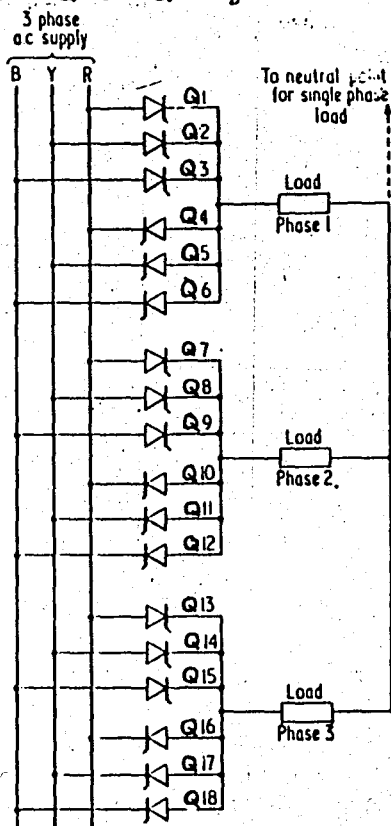 3 phase
a.c supply
B Y R
To neutral point
for single phase
load
Q1
Q2
Q3
Load
Phase 1
Q4
Q5
Q6
Q7
Q8
Q9
Load
Phase 2.
Q10
Q11
Q12
Q13
Q14
Q15
Load
Phase 3
Q16
Q17
Q18